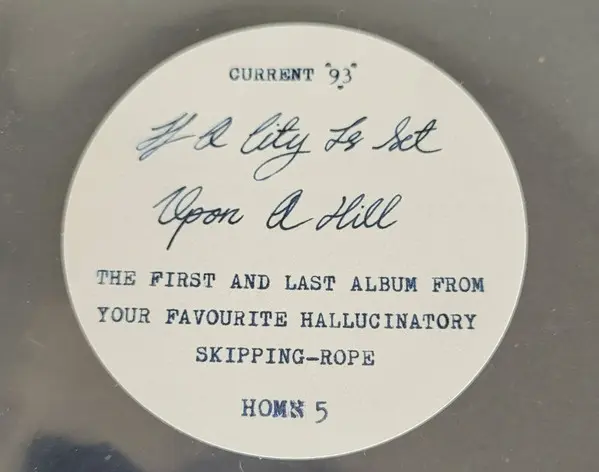 CURRENT "93"
If A City Is Set
Upon A Hill
THE FIRST AND LAST ALBUM FROM
YOUR FAVOURITE HALLUCINATORY
SKIPPING-ROPE
HOMA 5